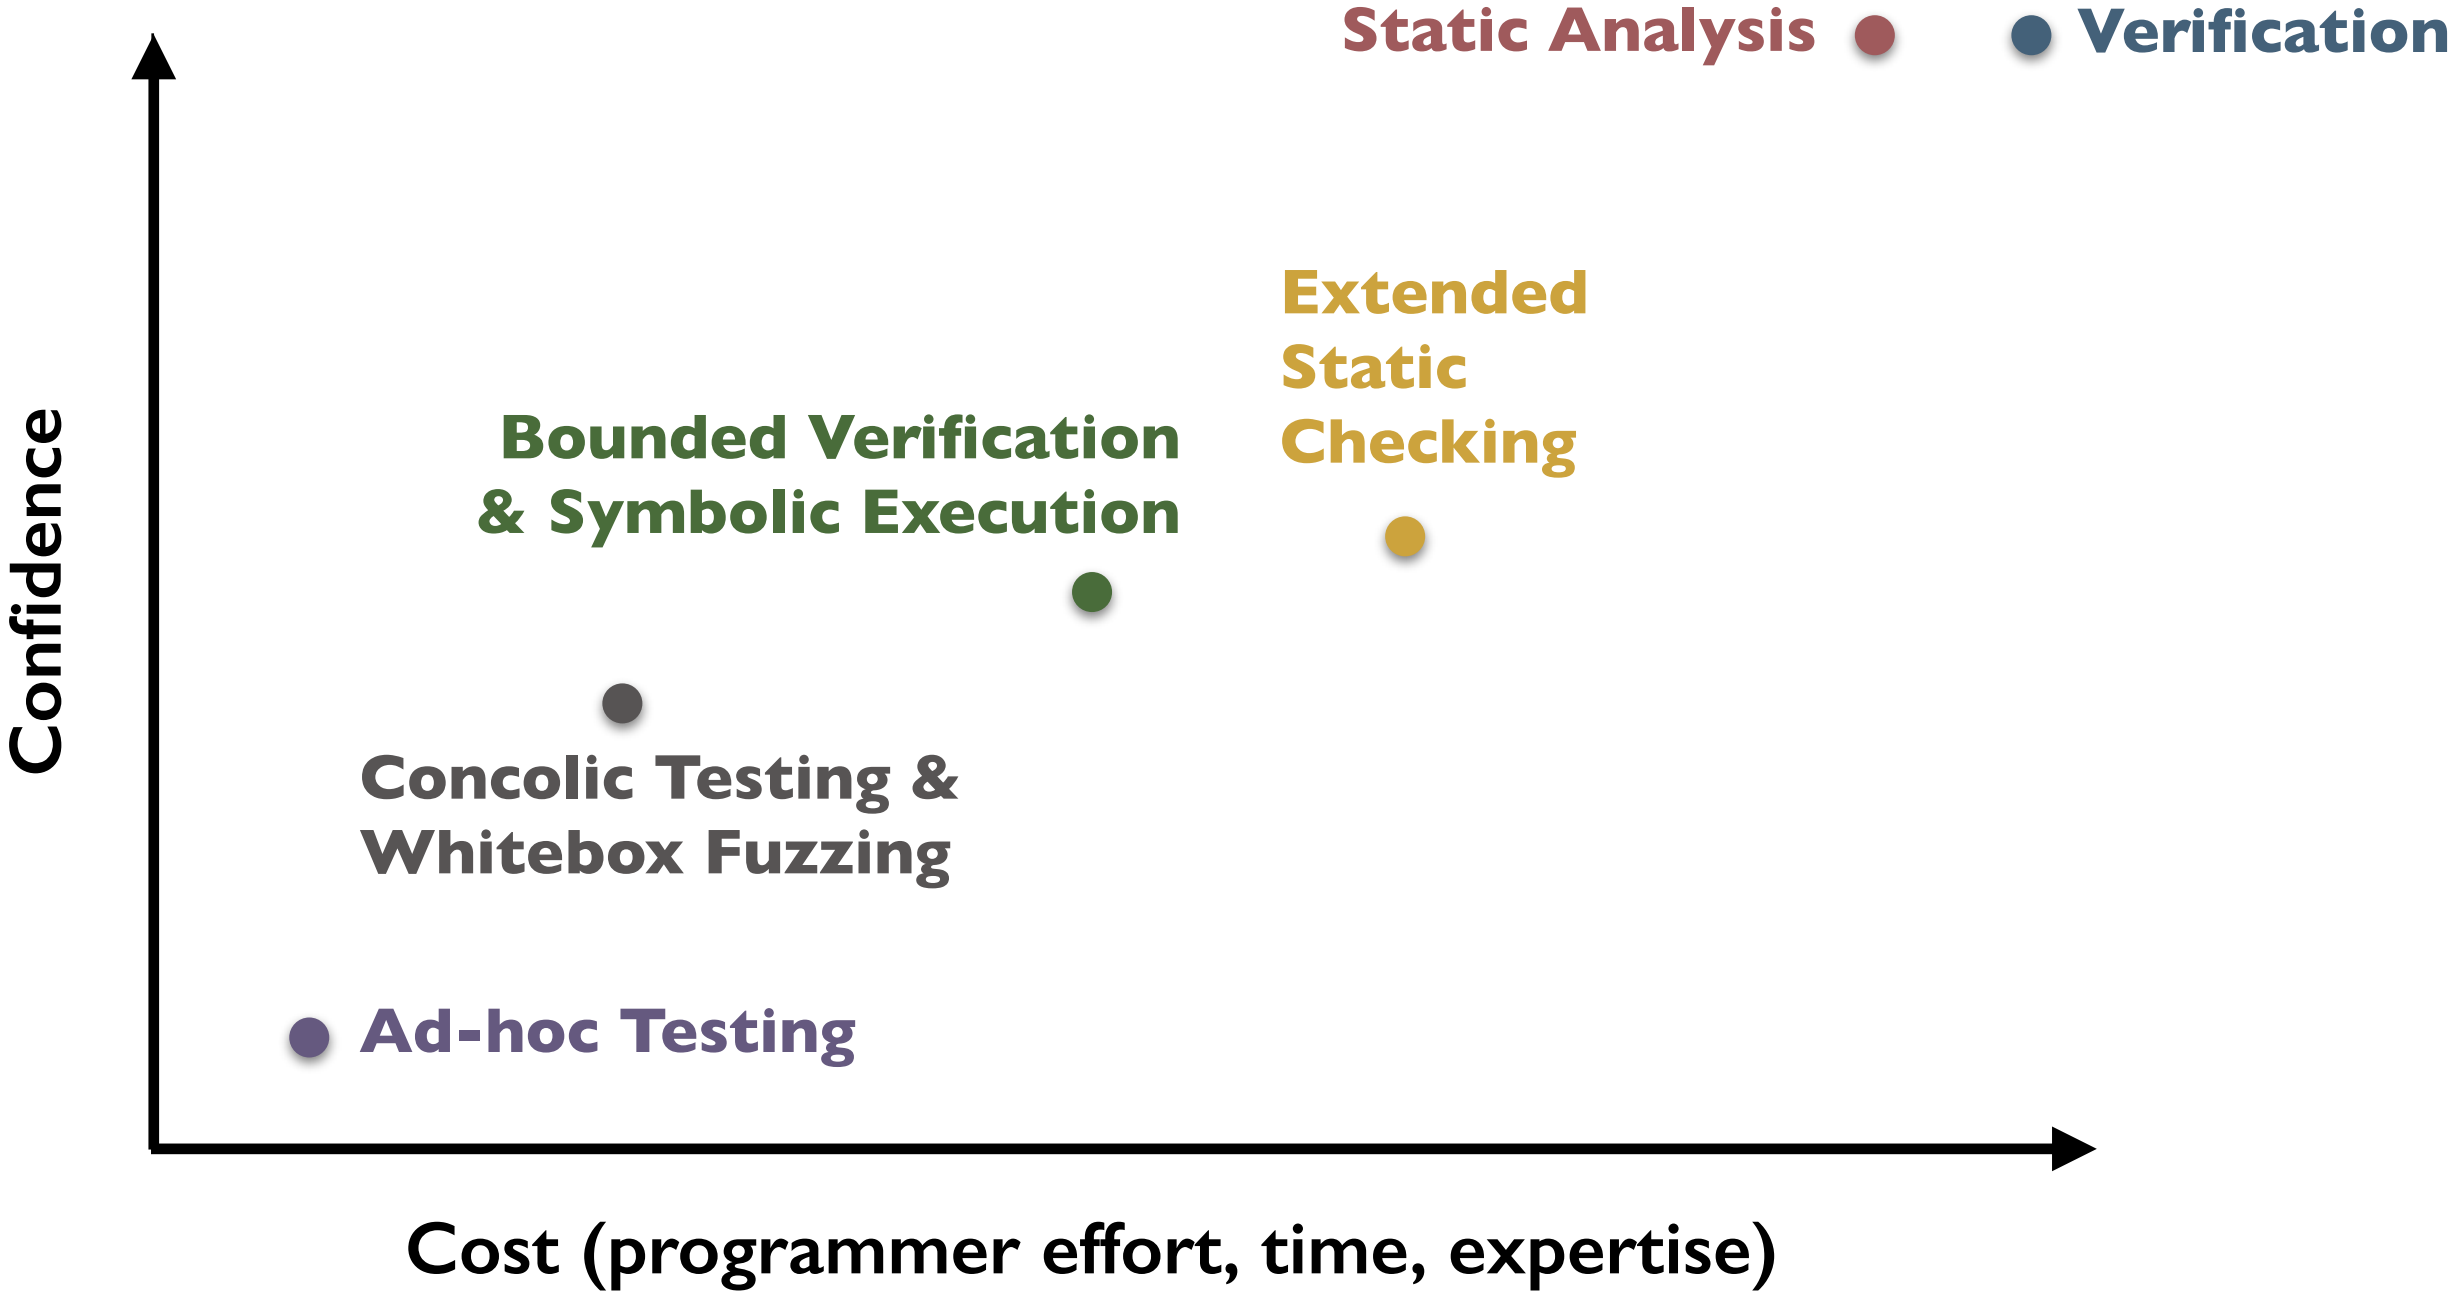 Static Analysis
Verification
Extended
Static
Checking
Bounded Verification
& Symbolic Execution
Confidence
Concolic Testing &
Whitebox Fuzzing
Ad-hoc Testing
Cost (programmer effort, time, expertise)